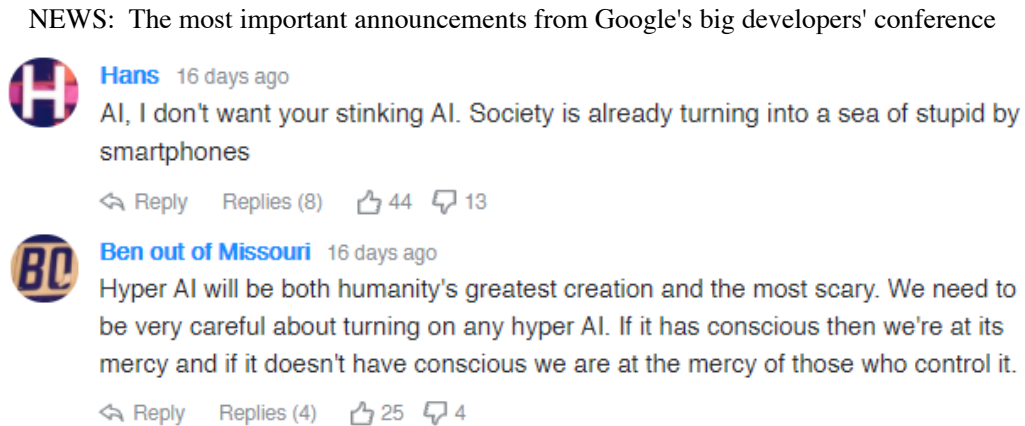 NEWS: The most important announcements from Google's big developers' conference
H
Hans 16 days ago
AI, I don't want your stinking AI. Society is already turning into a sea of stupid by
smartphones
Reply Replies (8) 44 13
BO
Ben out of Missouri 16 days ago
Hyper AI will be both humanity's greatest creation and the most scary. We need to
be very careful about turning on any hyper AI. If it has conscious then we're at its
mercy and if it doesn't have conscious we are at the mercy of those who control it.
Reply Replies (4) 25 4